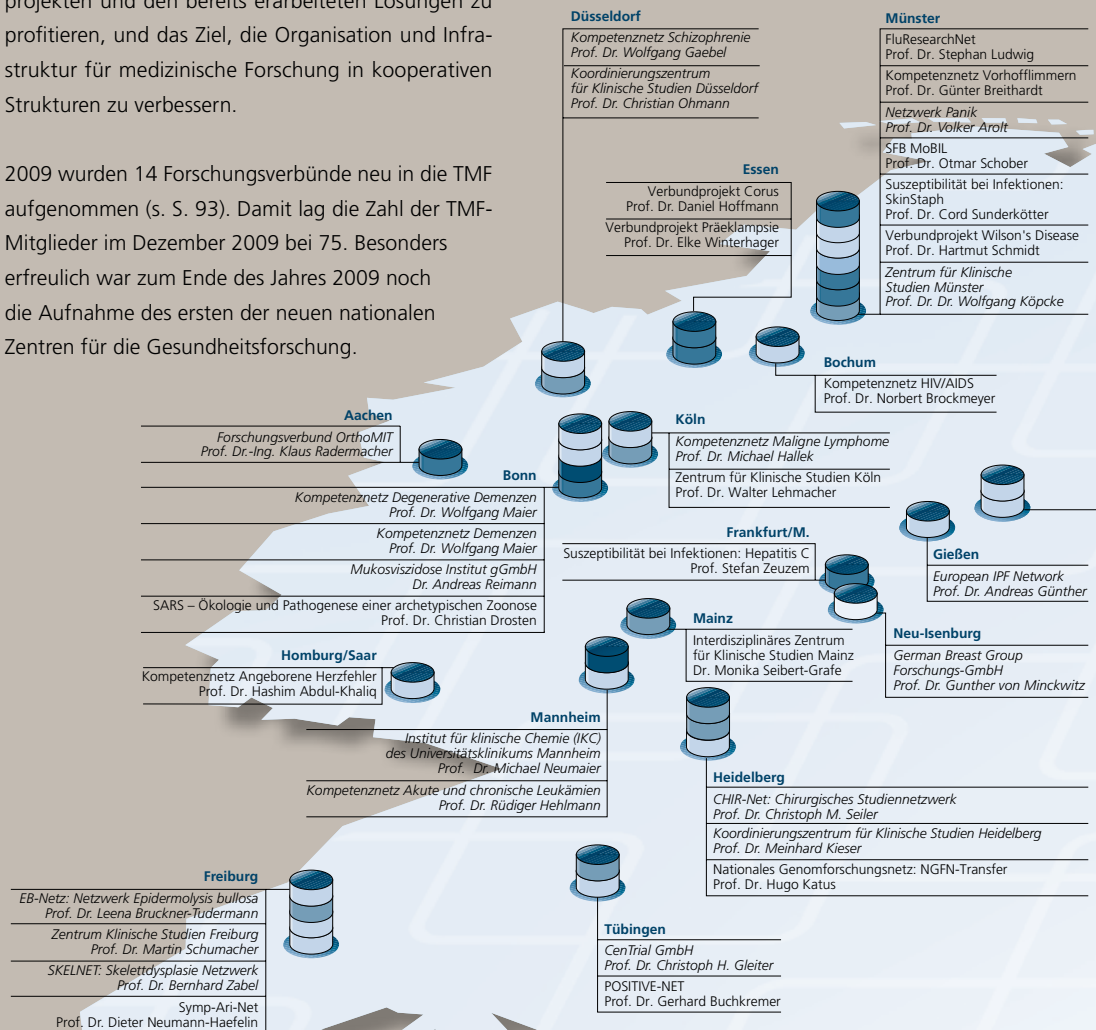 projekten und den bereits erarbeiteten Lösungen zu
profitieren, und das Ziel, die Organisation und Infra-
struktur für medizinische Forschung in kooperativen
Strukturen zu verbessern.
2009 wurden 14 Forschungsverbünde neu in die TMF
aufgenommen (s. S. 93). Damit lag die Zahl der TMF-
Mitglieder im Dezember 2009 bei 75. Besonders
erfreulich war zum Ende des Jahres 2009 noch
die Aufnahme des ersten der neuen nationalen
Zentren für die Gesundheitsforschung.
Düsseldorf
Kompetenznetz Schizophrenie
Prof. Dr. Wolfgang Gaebel
Koordinierungszentrum
für Klinische Studien Düsseldorf
Prof. Dr. Christian Ohmann
Münster
FluResearchNet
Prof. Dr. Stephan Ludwig
Kompetenznetz Vorhofflimmern
Prof. Dr. Günter Breithardt
Netzwerk Panik
Prof. Dr. Volker Arolt
SFB MoBIL
Prof. Dr. Otmar Schober
Suszeptibilität bei Infektionen:
SkinStaph
Prof. Dr. Cord Sunderkötter
Verbundprojekt Wilson's Disease
Prof. Dr. Hartmut Schmidt
Zentrum für Klinische
Studien Münster
Prof. Dr. Dr. Wolfgang Köpcke
Essen
Verbundprojekt Corus
Prof. Dr. Daniel Hoffmann
Verbundprojekt Präeklampsie
Prof. Dr. Elke Winterhager
Bochum
Kompetenznetz HIV/AIDS
Prof. Dr. Norbert Brockmeyer
Aachen
Forschungsverbund OrthoMIT
Prof. Dr.-Ing. Klaus Radermacher
Köln
Kompetenznetz Maligne Lymphome
Prof. Dr. Michael Hallek
Zentrum für Klinische Studien Köln
Prof. Dr. Walter Lehmacher
Bonn
Kompetenznetz Degenerative Demenzen
Prof. Dr. Wolfgang Maier
Kompetenznetz Demenzen
Prof. Dr. Wolfgang Maier
Mukosviszidose Institut gGmbH
Dr. Andreas Reimann
SARS – Ökologie und Pathogenese einer archetypischen Zoonose
Prof. Dr. Christian Drosten
Frankfurt/M.
Suszeptibilität bei Infektionen: Hepatitis C
Prof. Stefan Zeuzem
Gießen
European IPF Network
Prof. Dr. Andreas Günther
Mainz
Interdisziplinäres Zentrum
für Klinische Studien Mainz
Dr. Monika Seibert-Grafe
Neu-Isenburg
German Breast Group
Forschungs-GmbH
Prof. Dr. Gunther von Minckwitz
Homburg/Saar
Kompetenznetz Angeborene Herzfehler
Prof. Dr. Hashim Abdul-Khaliq
Mannheim
Institut für klinische Chemie (IKC)
des Universitätsklinikums Mannheim
Prof. Dr. Michael Neumaier
Kompetenznetz Akute und chronische Leukämien
Prof. Dr. Rüdiger Hehlmann
Heidelberg
CHIR-Net: Chirurgisches Studiennetzwerk
Prof. Dr. Christoph M. Seiler
Koordinierungszentrum für Klinische Studien Heidelberg
Prof. Dr. Meinhard Kieser
Nationales Genomforschungsnetz: NGFN-Transfer
Prof. Dr. Hugo Katus
Freiburg
EB-Netz: Netzwerk Epidermolysis bullosa
Prof. Dr. Leena Bruckner-Tudermann
Zentrum Klinische Studien Freiburg
Prof. Dr. Martin Schumacher
SKELNET: Skelettdysplasie Netzwerk
Prof. Dr. Bernhard Zabel
Symp-Ari-Net
Prof. Dr. Dieter Neumann-Haefelin
Tübingen
CenTrial GmbH
Prof. Dr. Christoph H. Gleiter
POSITIVE-NET
Prof. Dr. Gerhard Buchkremer